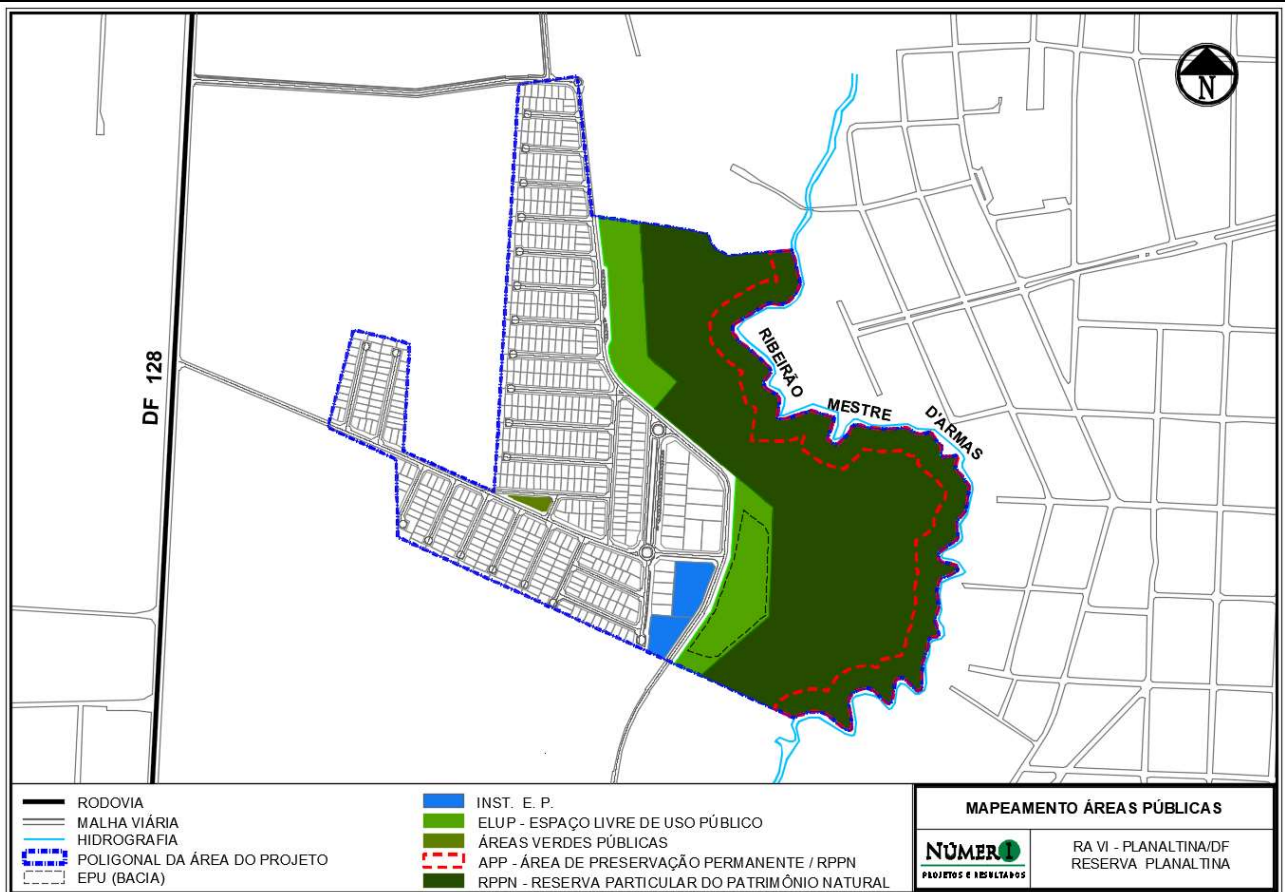 N
DF 128
RIBEIRÃO
MESTRE
D'ARMAS
RODOVIA
MALHA VIÁRIA
HIDROGRAFIA
POLIGONAL DA ÁREA DO PROJETO
EPU (BACIA)
INST. E. P.
ELUP - ESPAÇO LIVRE DE USO PÚBLICO
ÁREAS VERDES PÚBLICAS
APP - ÁREA DE PRESERVAÇÃO PERMANENTE / RPPN
RPPN - RESERVA PARTICULAR DO PATRIMÔNIO NATURAL
MAPEAMENTO ÁREAS PÚBLICAS
NÚMER1
PROJETOS E RESULTADOS
RA VI - PLANALTINA/DF
RESERVA PLANALTINA